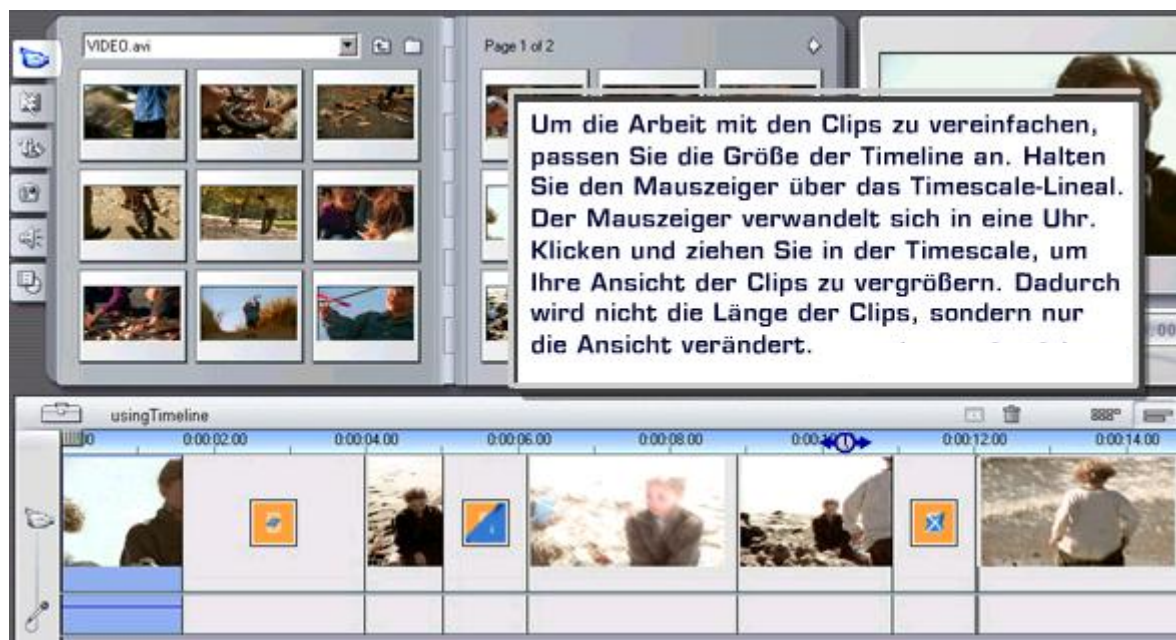 VIDEO.avi
Page 1 of 2
Um die Arbeit mit den Clips zu vereinfachen,
passen Sie die Größe der Timeline an. Halten
Sie den Mauszeiger über das Timescale-Lineal.
Der Mauszeiger verwandelt sich in eine Uhr.
Klicken und ziehen Sie in der Timescale, um
Ihre Ansicht der Clips zu vergrößern. Dadurch
wird nicht die Länge der Clips, sondern nur
die Ansicht verändert.
usingTimeline
0:00:02.00 0:00:04.00 0:00:06.00 0:00:08.00 0:00:12.00 0:00:14.00